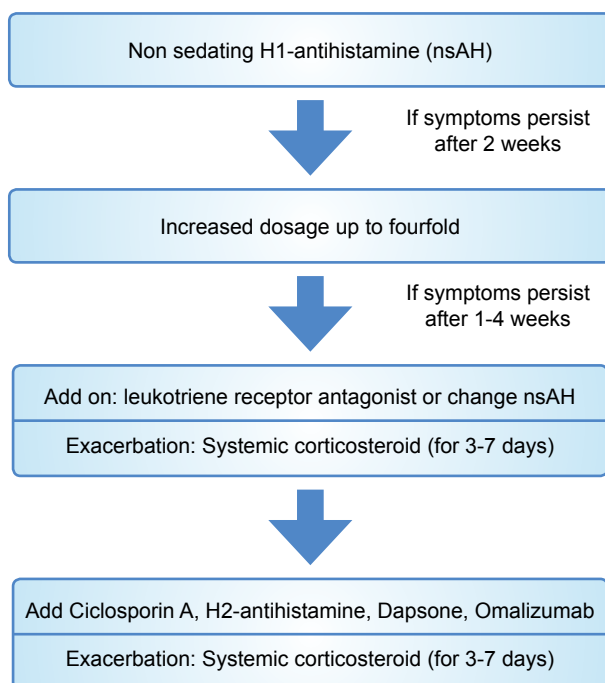 Non sedating H1-antihistamine (nsAH)
If symptoms persist
after 2 weeks
Increased dosage up to fourfold
If symptoms persist
after 1-4 weeks
Add on: leukotriene receptor antagonist or change nsAH
Exacerbation: Systemic corticosteroid (for 3-7 days)
Add Ciclosporin A, H2-antihistamine, Dapsone, Omalizumab
Exacerbation: Systemic corticosteroid (for 3-7 days)